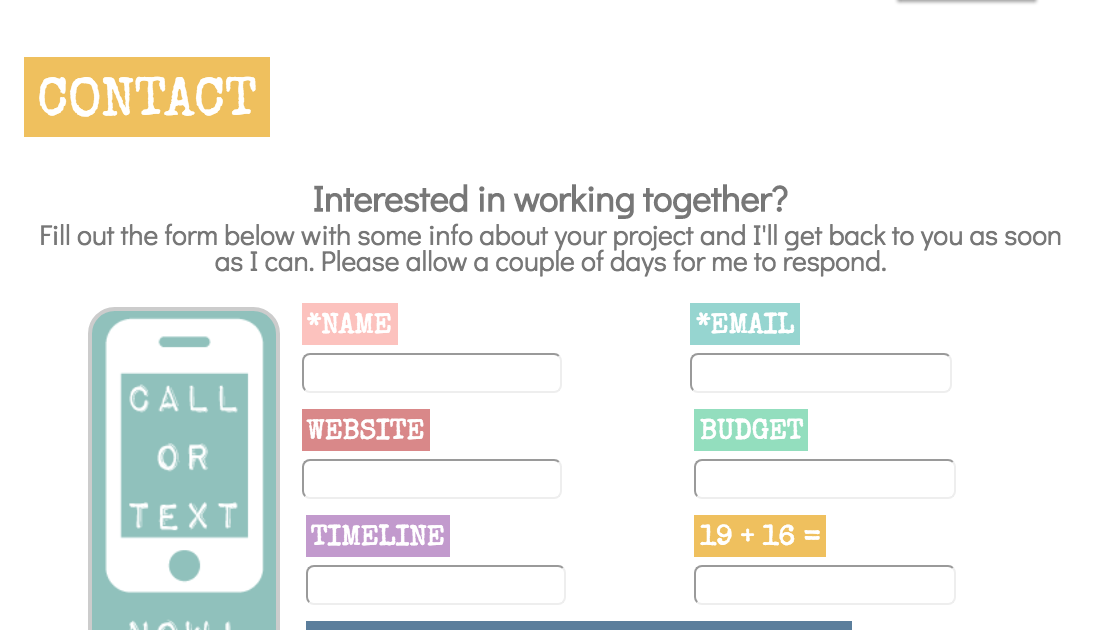 CONTACT
Interested in working together?
Fill out the form below with some info about your project and I'll get back to you as soon
as I can. Please allow a couple of days for me to respond.
*NAME
*EMAIL
WEBSITE
BUDGET
TIMELINE
19 + 16 =
CALL
OR
TEXT